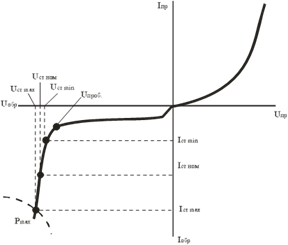 Iпр
Uст ном
Uст max
Uст min
Uпроб.
Uобр
Uпр
Iст min
Iст ном
Pmax
Iст max
Iобр